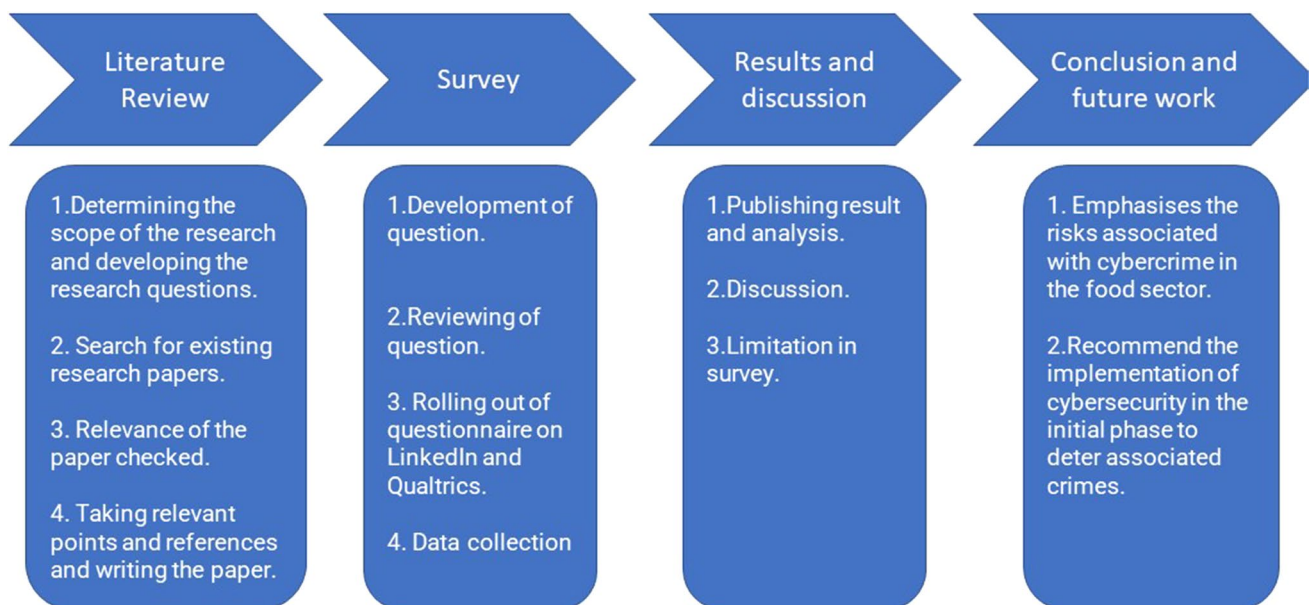 Literature
Review
1.Determining the
scope of the research
and developing the
research questions.
2. Search for existing
research papers.
3. Relevance of the
paper checked.
4. Taking relevant
points and references
and writing the paper.
Survey
1.Development of
question.
2.Reviewing of
question.
3. Rolling out of
questionnaire on
LinkedIn and
Qualtrics.
4. Data collection
Results and
discussion
1.Publishing result
and analysis.
2.Discussion.
3.Limitation in
survey.
Conclusion and
future work
1. Emphasises the
risks associated
with cybercrime in
the food sector.
2.Recommend the
implementation of
cybersecurity in the
initial phase to
deter associated
crimes.